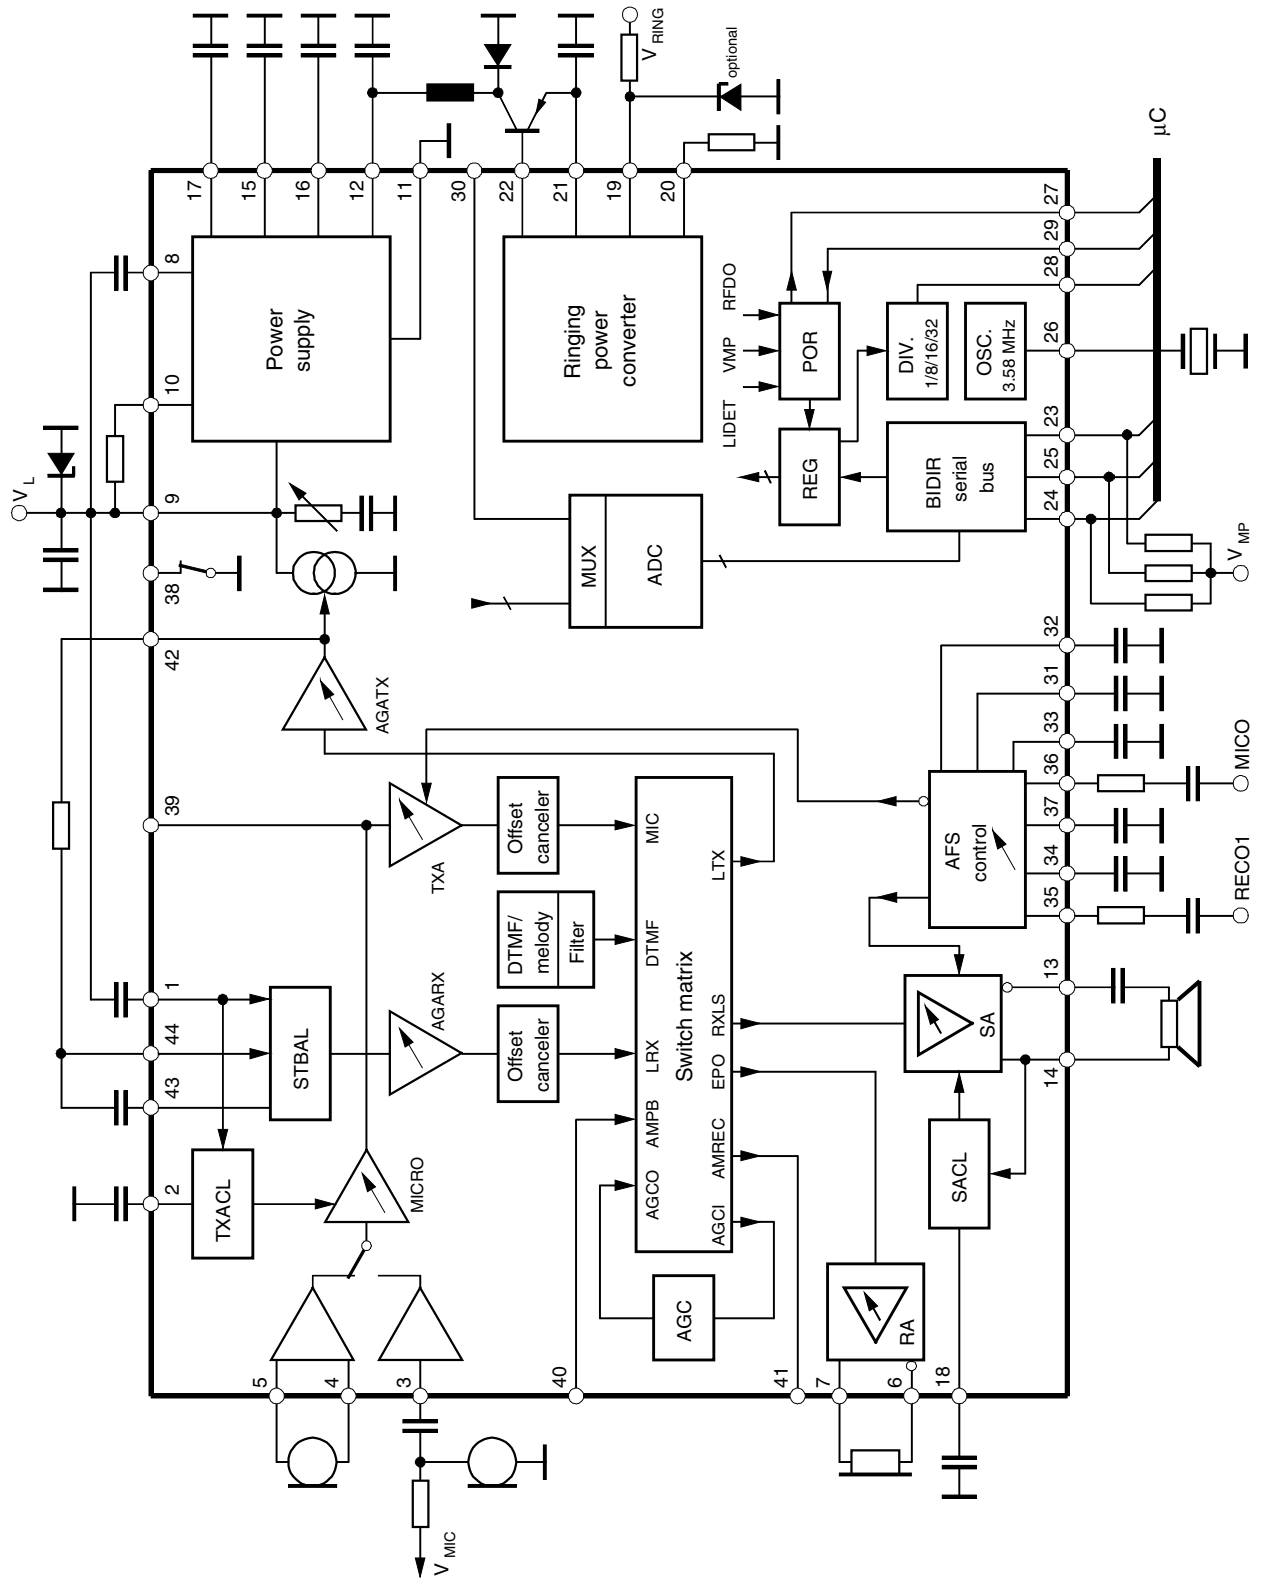 V RING
optional
17
15
16
12
11
30
22
21
19
20
8
10
V L
9
38
42
39
1
44
43
2
Power
supply
Ringing
power
converter
RFDO
VMP
LIDET
POR
DIV.
1/8/16/32
OSC.
3.58 MHz
REG
BIDIR
serial
bus
MUX
ADC
µC
27
29
28
26
23
25
24
V MP
32
31
33
36
37
34
35
13
14
MICO
RECO1
AGATX
TXA
Offset
canceler
MIC
LTX
DTMF/
melody
Filter
DTMF
AFS
control
STBAL
AGARX
Offset
canceler
LRX
RXLS
Switch matrix
EPO
AMPB
AMREC
AGCO
AGCI
SA
SACL
TXACL
MICRO
AGC
RA
5
4
3
40
41
7
6
18
V MIC